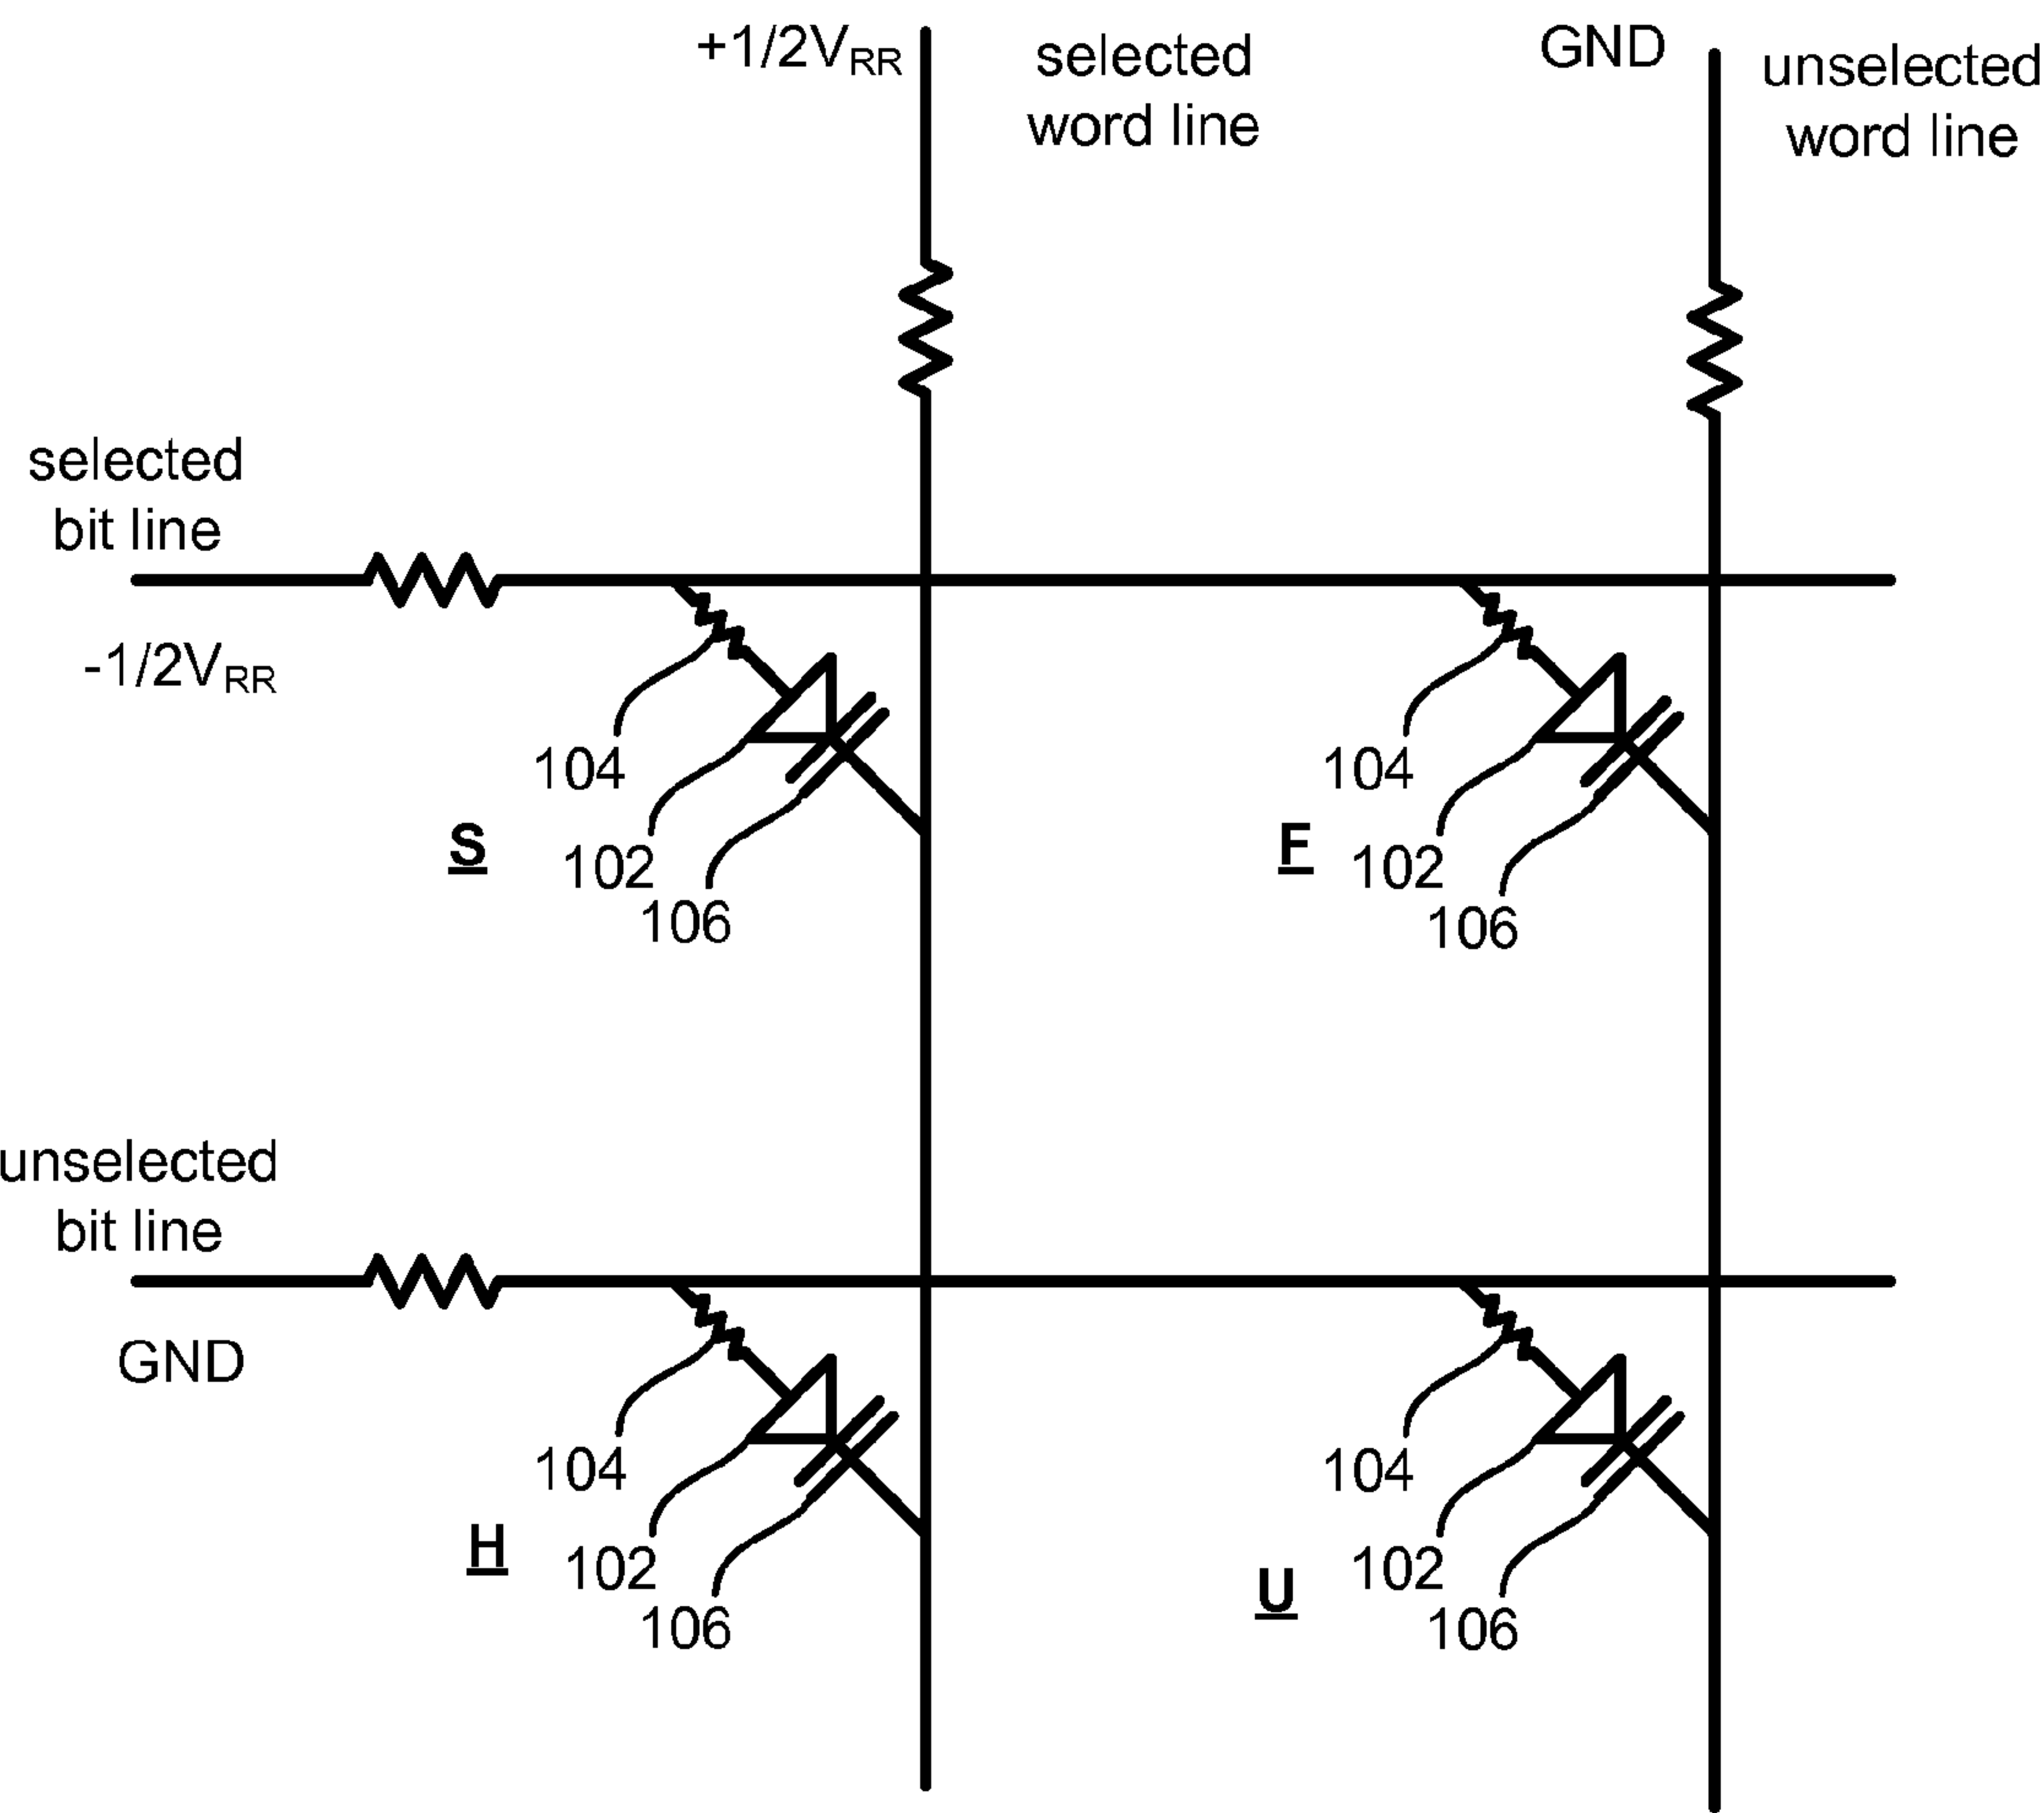 +1/2VRR
selected
word line
GND
unselected
word line
selected
bit line
-1/2VRR
104
102
106
S
104
102
106
F
unselected
bit line
GND
104
102
106
H
104
102
106
U